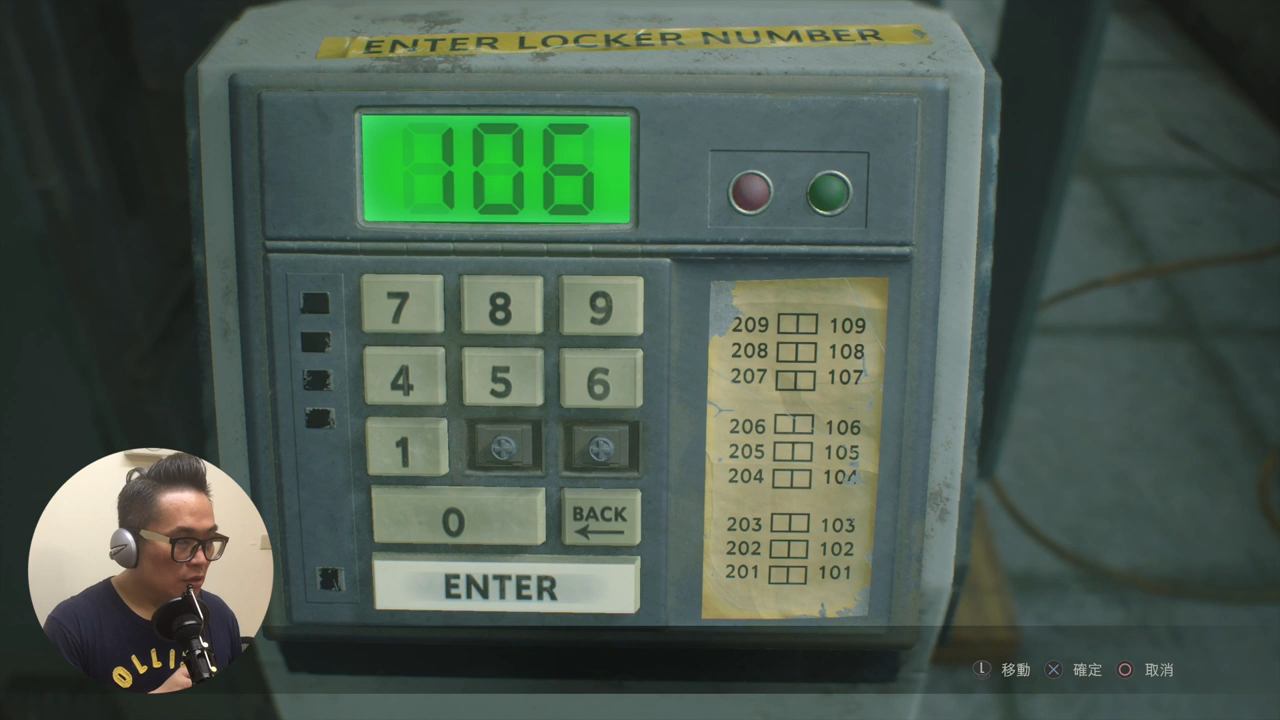 ENTER LOCKER NUMBER
106
7 8 9
4 5 6
1
0 BACK
ENTER
209 109
208 108
207 107
206 106
205 105
204 104
203 103
202 102
201 101
OLLI
L 移動 確定 取消